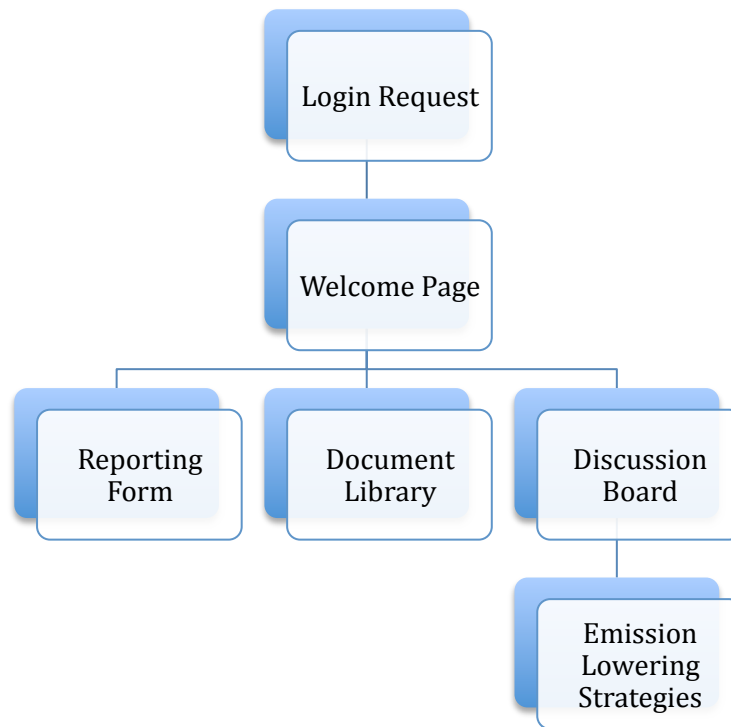 Login Request
Welcome Page
Reporting
Form
Document
Library
Discussion
Board
Emission
Lowering
Strategies